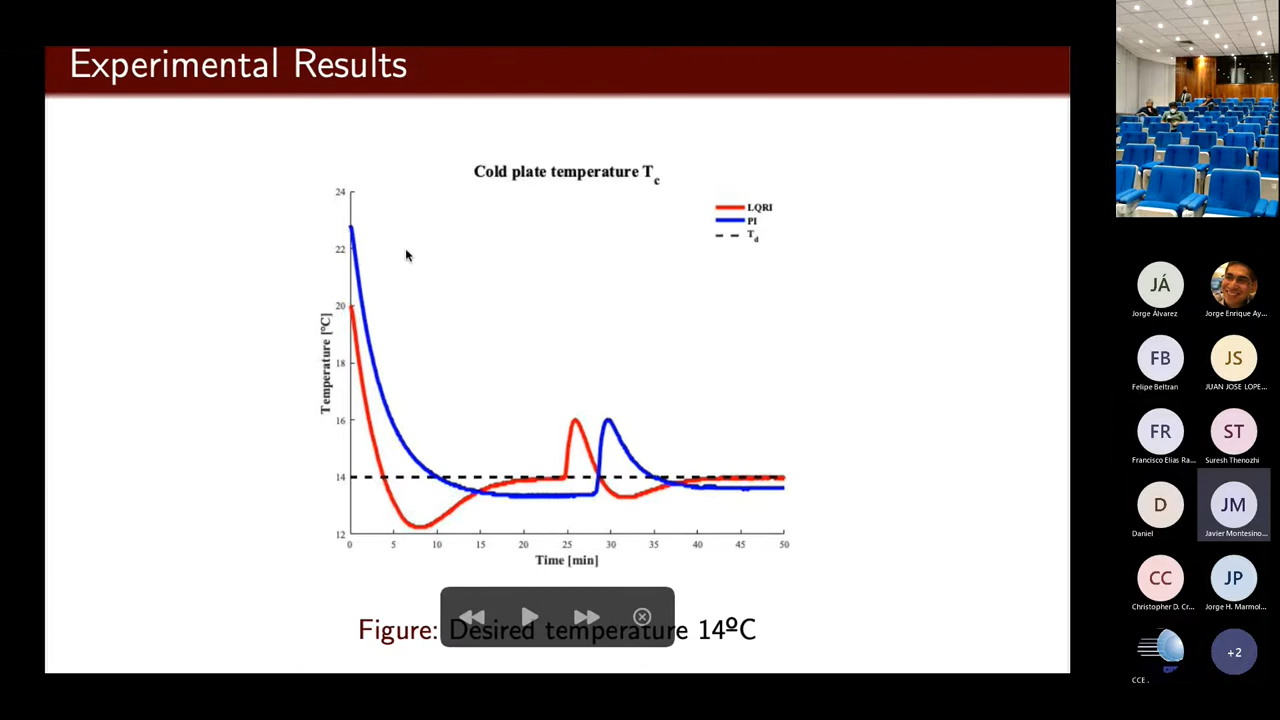 Experimental Results
Cold plate temperature Tc
LQRI
PI
Td
24
22
20
18
16
14
12
Temperature [°C]
0 5 10 15 20 25 30 35 40 45 50
Time [min]
Figure: Desired temperature 14ºC
JÁ
Jorge Álvarez
Jorge Enrique Ay...
FB
Felipe Beltran
JS
JUAN JOSE LOPE...
FR
Francisco Elias Ra...
ST
Suresh Thenozhi
D
Daniel
JM
Javier Montesino...
CC
Christopher D. Cr...
JP
Jorge H. Marmol...
CCE .
+2